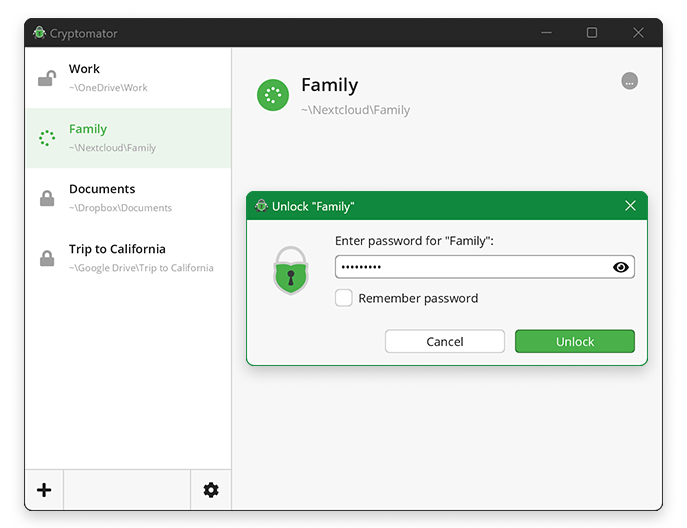 Cryptomator
Work
~\OneDrive\Work
Family
~\Nextcloud\Family
Documents
~\Dropbox\Documents
Trip to California
~\Google Drive\Trip to California
Family
~\Nextcloud\Family
Unlock "Family"
Enter password for "Family":
•••••••••
Remember password
Cancel
Unlock